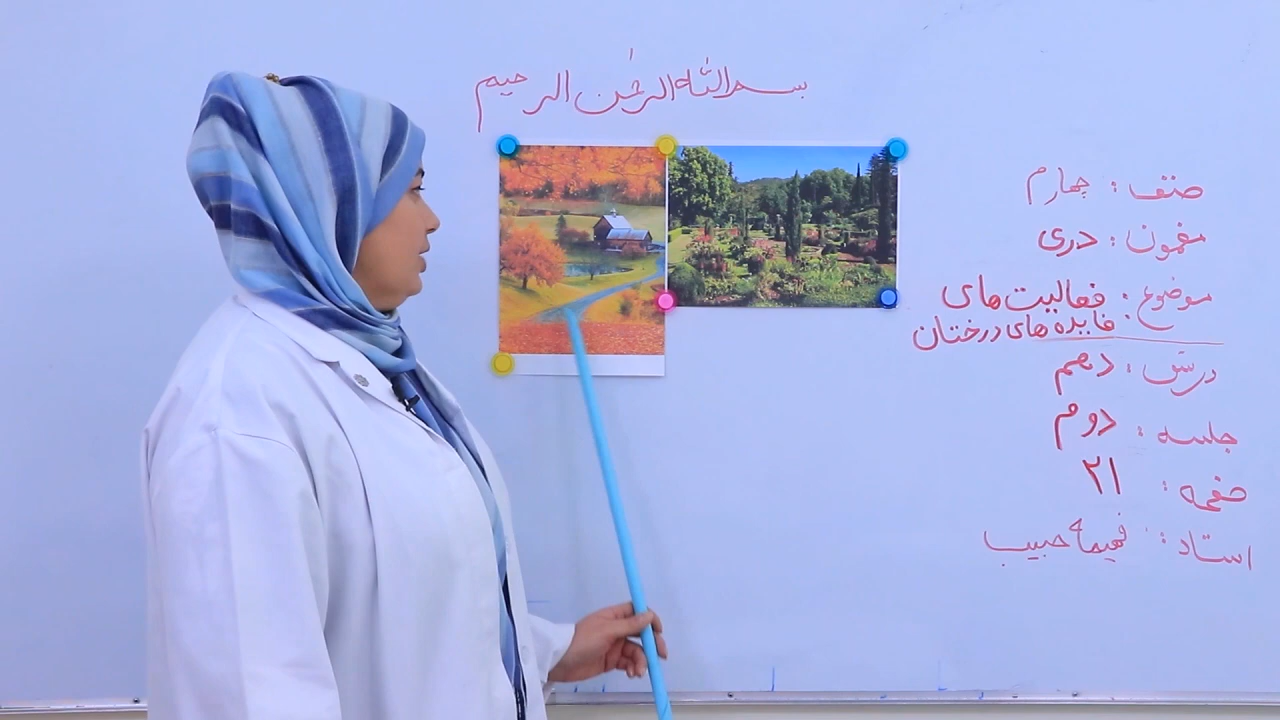 بسم الله الرحمن الرحیم
صنف: چهارم
مضمون: دری
موضوع: فعالیت های
فایده های درختان
درس: دهم
جلسه: دوم
صفحه: ۲۱
استاد: فهیمه حبیب